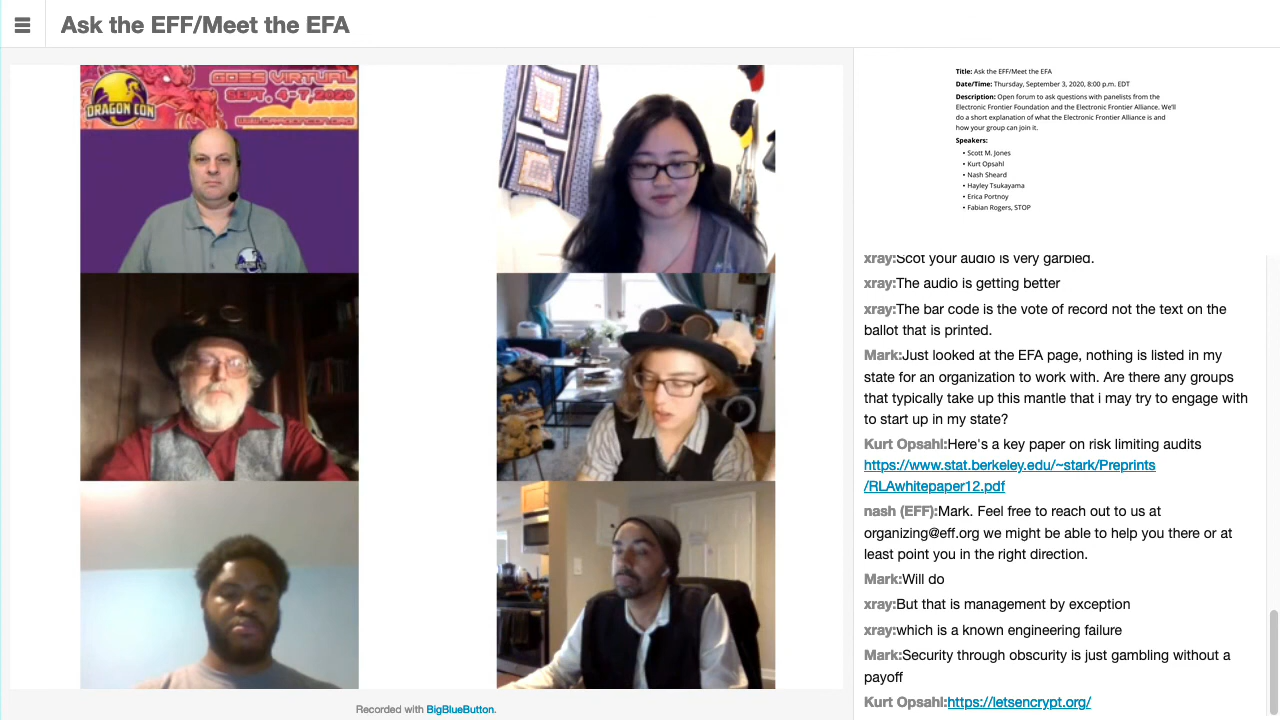 Ask the EFF/Meet the EFA
GOES VIRTUAL
SEPT. 4-7, 2020
DRAGON CON
Title: Ask the EFF/Meet the EFA
Date/Time: Thursday, September 3, 2020, 8:00 p.m. EDT
Description: Open forum to ask questions with panelists from the
Electronic Frontier Foundation and the Electronic Frontier Alliance. We'll
do a short explanation of what the Electronic Frontier Alliance is and
how your group can join it.
Speakers:
• Scott M. Jones
• Kurt Opsahl
• Nash Sheard
• Hayley Tsukayama
• Erica Portnoy
• Fabian Rogers, STOP
xray:Scot your audio is very garbled.
xray:The audio is getting better
xray:The bar code is the vote of record not the text on the
ballot that is printed.
Mark:Just looked at the EFA page, nothing is listed in my
state for an organization to work with. Are there any groups
that typically take up this mantle that i may try to engage with
to start up in my state?
Kurt Opsahl:Here's a key paper on risk limiting audits
https://www.stat.berkeley.edu/~stark/Preprints
/RLAwhitepaper12.pdf
nash (EFF):Mark. Feel free to reach out to us at
organizing@eff.org we might be able to help you there or at
least point you in the right direction.
Mark:Will do
xray:But that is management by exception
xray:which is a known engineering failure
Mark:Security through obscurity is just gambling without a
payoff
Kurt Opsahl:https://letsencrypt.org/
Recorded with BigBlueButton.